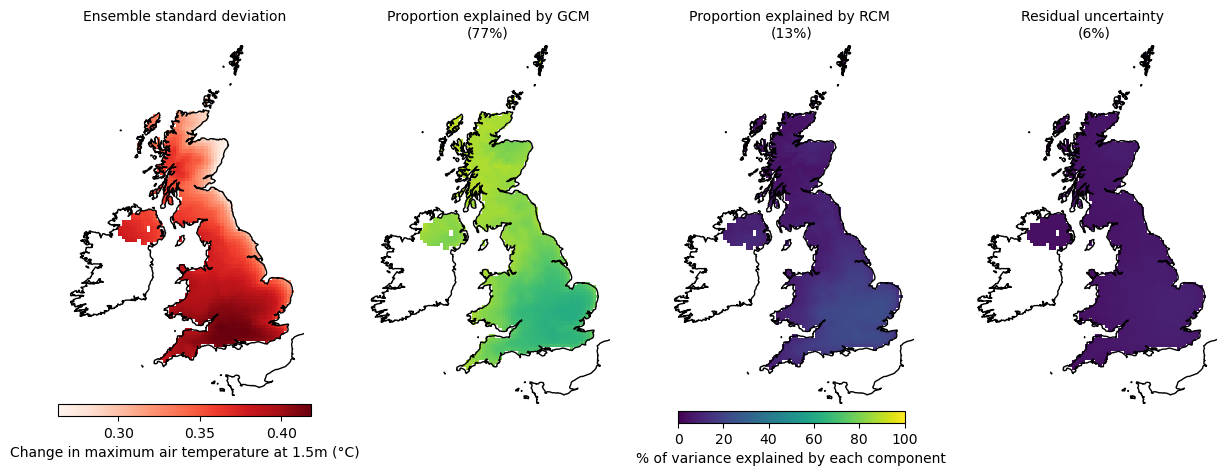 Ensemble standard deviation
Proportion explained by GCM
(77%)
Proportion explained by RCM
(13%)
Residual uncertainty
(6%)
0.30 0.35 0.40
Change in maximum air temperature at 1.5m (°C)
0 20 40 60 80 100
% of variance explained by each component